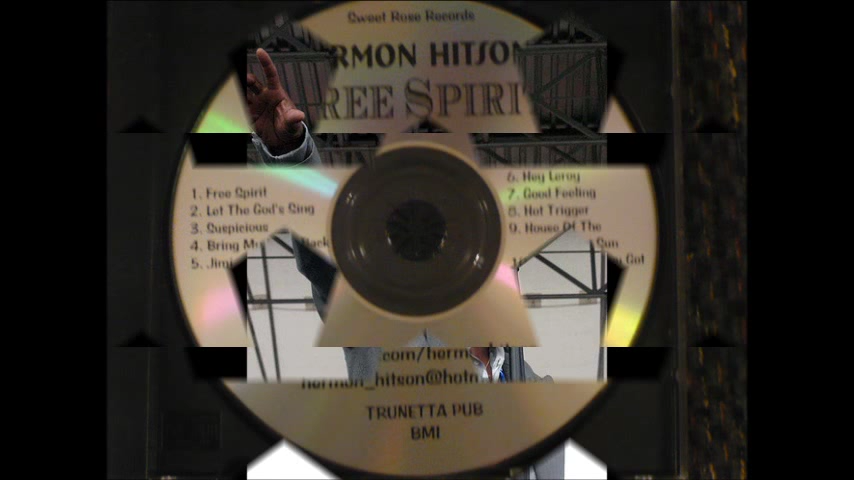 Sweet Rose Records
RMON HITSON
REE SPIRI
1. Free Spirit
2. Let The God's Sing
3. Suspicious
4. Bring M
5. Jimi
6. Hey Leroy
7. Good Feeling
8. Hot Trigger
9. House Of The
Sun
Got
.com/herm
hermon_hitson@hotm
TRUNETTA PUB
BMI